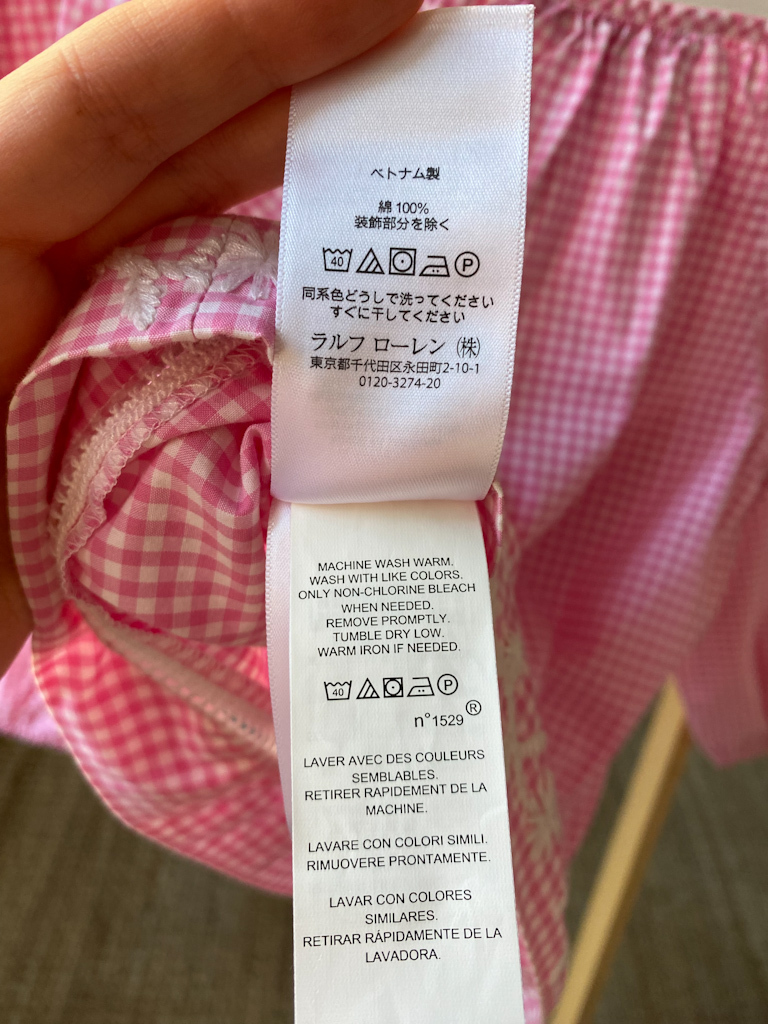 ベトナム製
綿 100%
装飾部分を除く
40 P
同系色どうしで洗ってください
すぐに干してください
ラルフ ローレン ㈱
東京都千代田区永田町2-10-1
0120-3274-20
MACHINE WASH WARM.
WASH WITH LIKE COLORS.
ONLY NON-CHLORINE BLEACH
WHEN NEEDED.
REMOVE PROMPTLY.
TUMBLE DRY LOW.
WARM IRON IF NEEDED.
40 P
n°1529 ®
LAVER AVEC DES COULEURS
SEMBLABLES.
RETIRER RAPIDEMENT DE LA
MACHINE.
LAVARE CON COLORI SIMILI.
RIMUOVERE PRONTAMENTE.
LAVAR CON COLORES
SIMILARES.
RETIRAR RÁPIDAMENTE DE LA
LAVADORA.